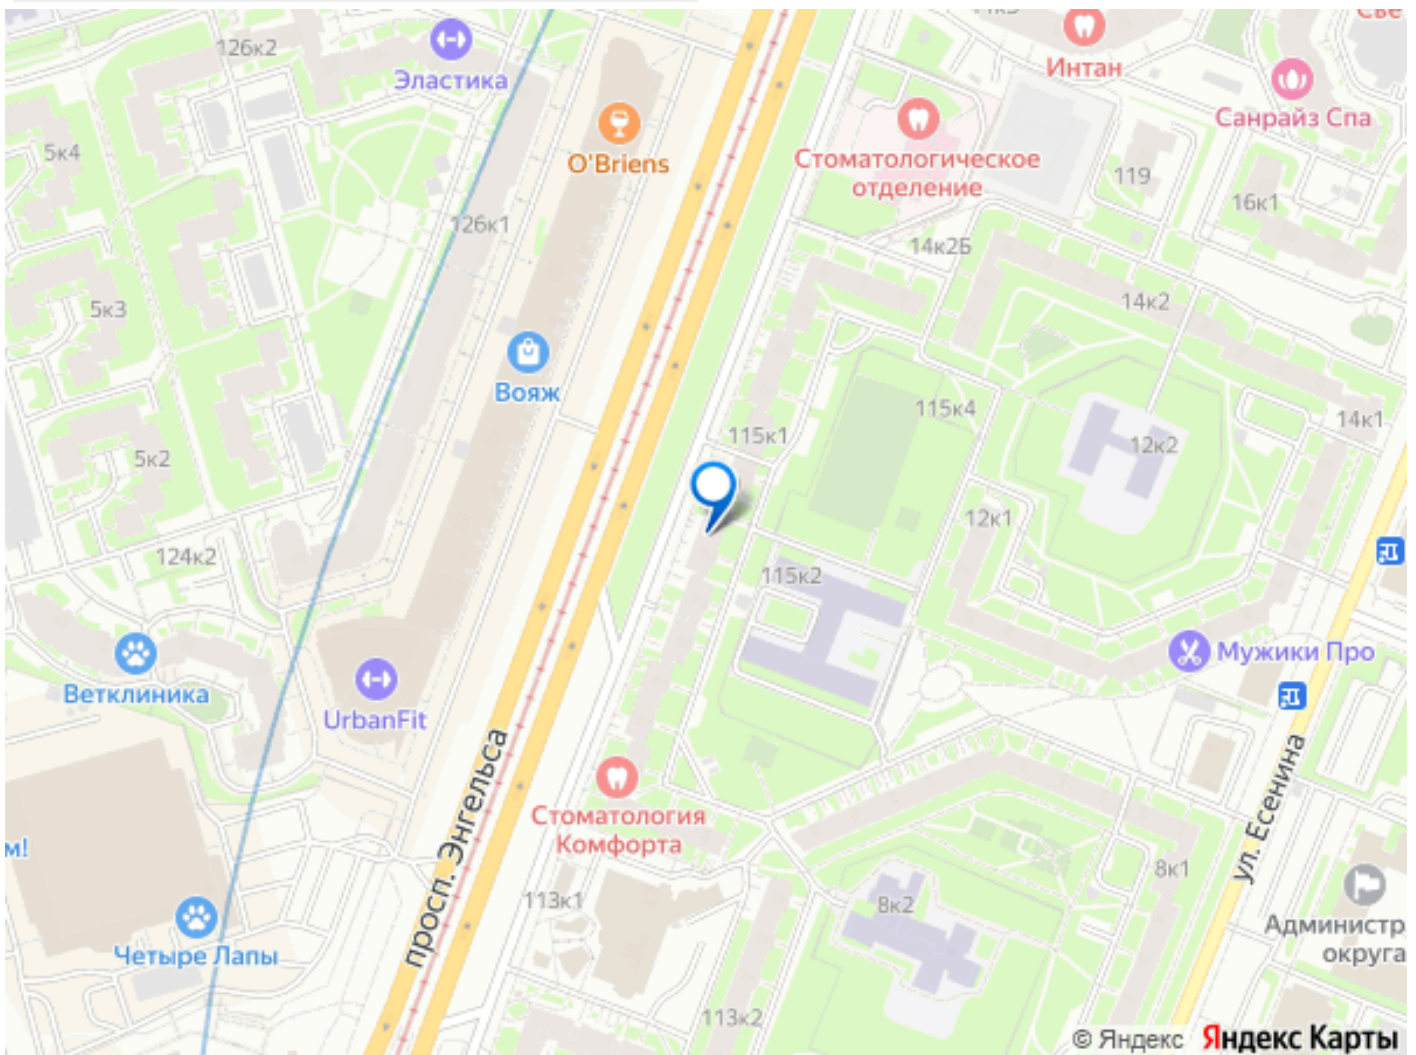 14к3
Све
126к2
Эластика
Интан
Санрайз Спа
O'Briens
Стоматологическое
отделение
5к4
119
16к1
126к1
14к2Б
14к2
5к3
Вояж
115к4
14к1
115к1
12к2
5к2
12к1
124к2
115к2
Ветклиника
Мужики Про
UrbanFit
просп. Энгельса
Стоматология
Комфорта
ул. Есенина
м!
8к1
113к1
8к2
Администр
округа
Четыре Лапы
113к2
© Яндекс Яндекс Карты